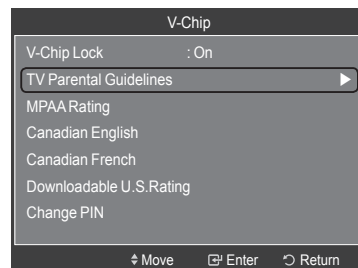 V-Chip
V-Chip Lock : On
TV Parental Guidelines
MPAA Rating
Canadian English
Canadian French
Downloadable U.S.Rating
Change PIN
Move Enter Return